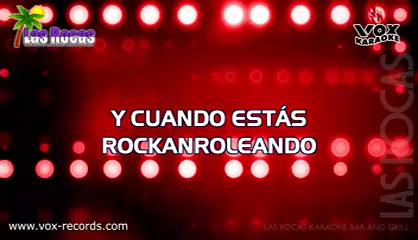 Las Rocas
VOX
KARAOKE
Y CUANDO ESTÁS
ROCKANROLEANDO
LAS ROCAS
www.vox-records.com
LAS ROCAS KARAOKE BAR AND GRILL